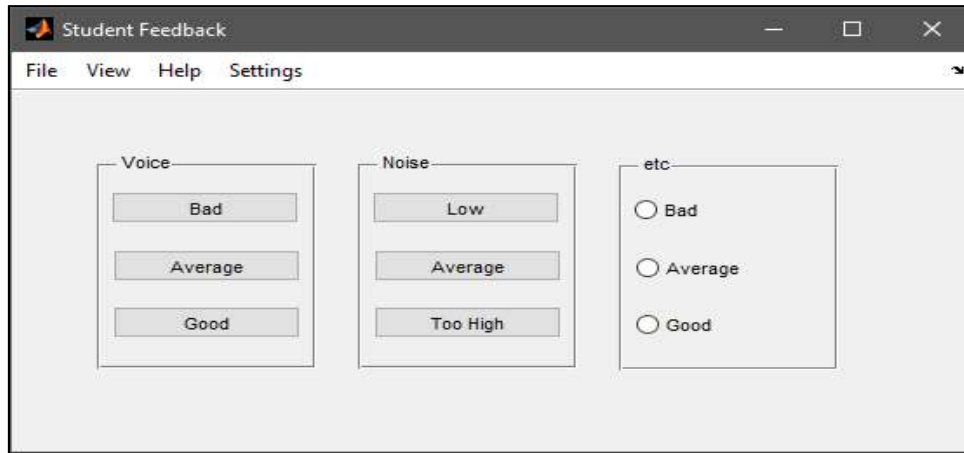 Student Feedback
File View Help Settings
Voice
Bad
Average
Good
Noise
Low
Average
Too High
etc
Bad
Average
Good